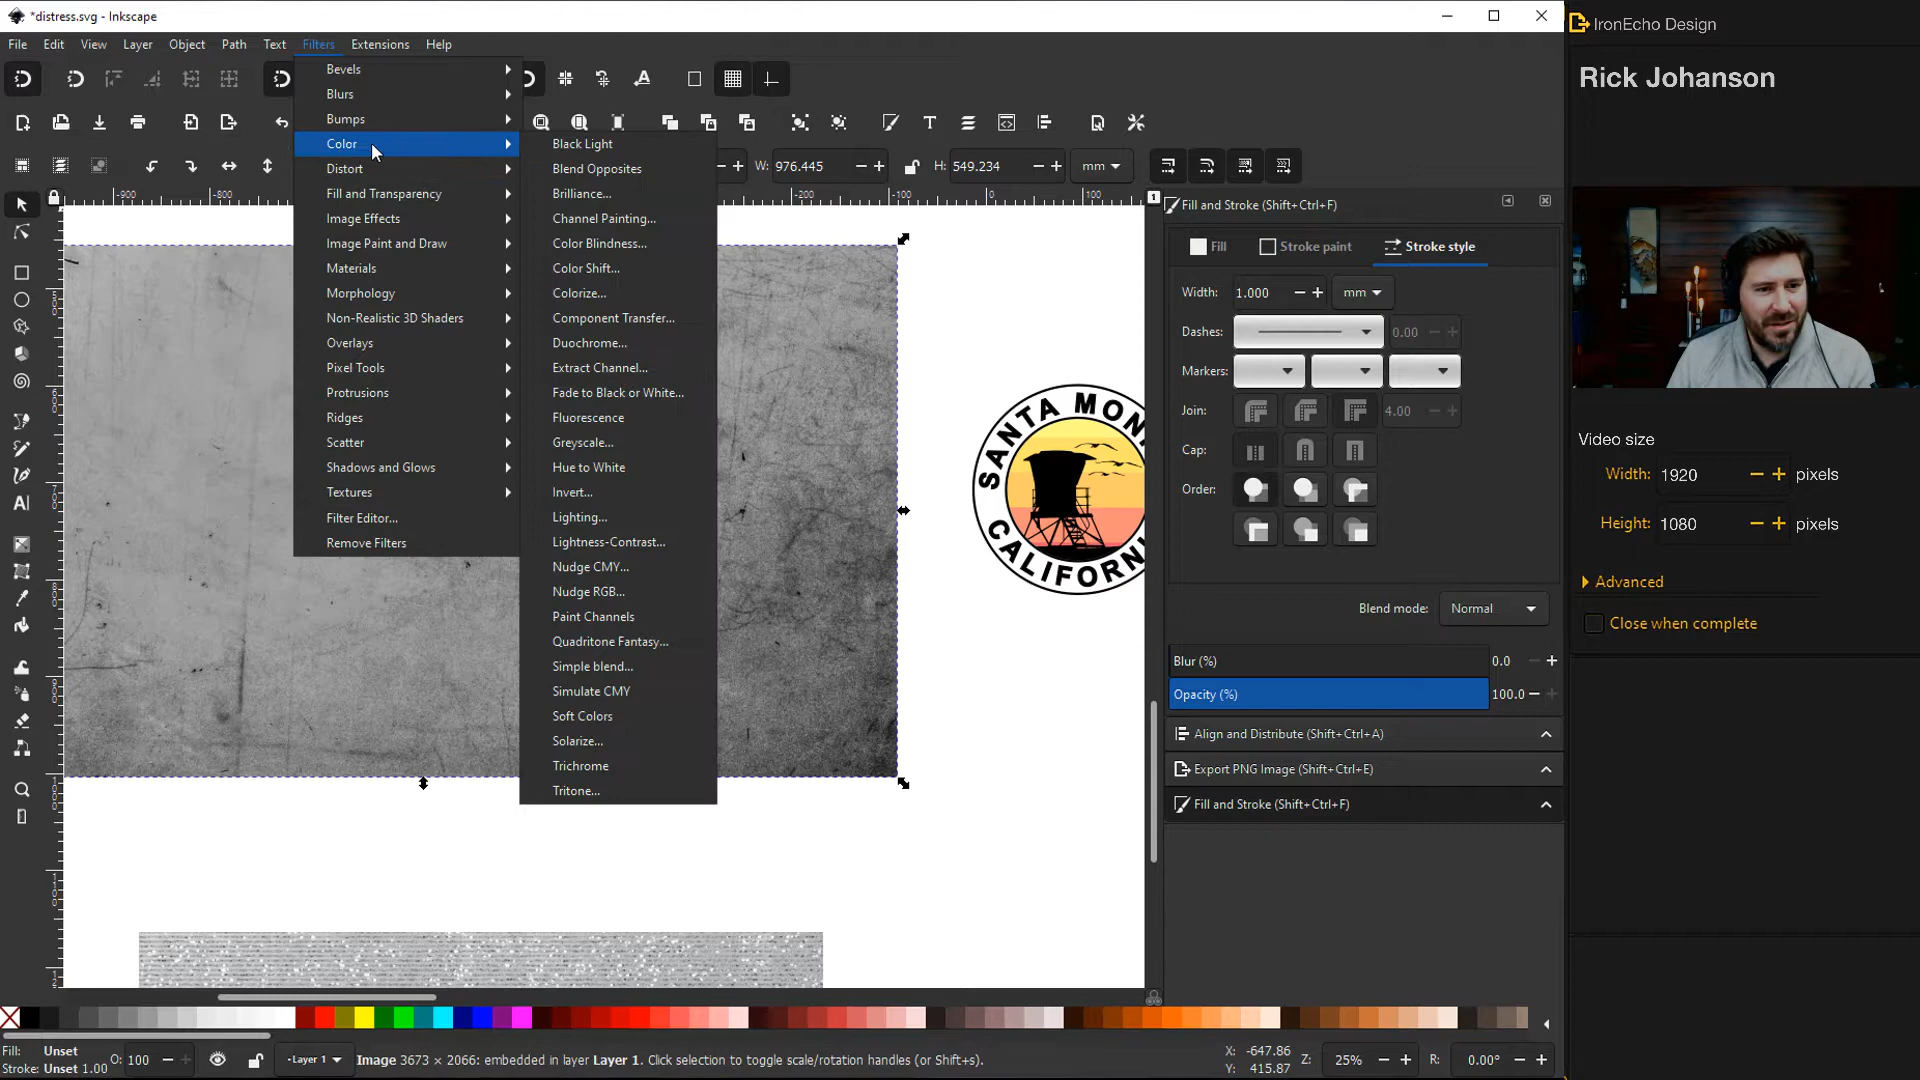 *distress.svg - Inkscape
File Edit View Layer Object Path Text Filters Extensions Help
W: 976.445 H: 549.234 mm
-900 -800 -200 -100 0 100
Bevels
Blurs
Bumps
Color
Distort
Fill and Transparency
Image Effects
Image Paint and Draw
Materials
Morphology
Non-Realistic 3D Shaders
Overlays
Pixel Tools
Protrusions
Ridges
Scatter
Shadows and Glows
Textures
Filter Editor...
Remove Filters
Black Light
Blend Opposites
Brilliance...
Channel Painting...
Color Blindness...
Color Shift...
Colorize...
Component Transfer...
Duochrome...
Extract Channel...
Fade to Black or White...
Fluorescence
Greyscale...
Hue to White
Invert...
Lighting...
Lightness-Contrast...
Nudge CMY...
Nudge RGB...
Paint Channels
Quadritone Fantasy...
Simple blend...
Simulate CMY
Soft Colors
Solarize...
Trichrome
Tritone...
SANTA MON
CALIFORN
1
Fill and Stroke (Shift+Ctrl+F)
Fill Stroke paint Stroke style
Width: 1.000 mm
Dashes: 0.00
Markers:
Join: 4.00
Cap:
Order:
Blend mode: Normal
Blur (%) 0.0
Opacity (%) 100.0
Align and Distribute (Shift+Ctrl+A)
Export PNG Image (Shift+Ctrl+E)
Fill and Stroke (Shift+Ctrl+F)
Fill: Unset
Stroke: Unset 1.00
O: 100
Layer 1
Image 3673 × 2066: embedded in layer Layer 1. Click selection to toggle scale/rotation handles (or Shift+s).
X: -647.86
Y: 415.87
Z: 25%
R: 0.00°
IronEcho Design
Rick Johanson
Video size
Width: 1920 pixels
Height: 1080 pixels
Advanced
Close when complete